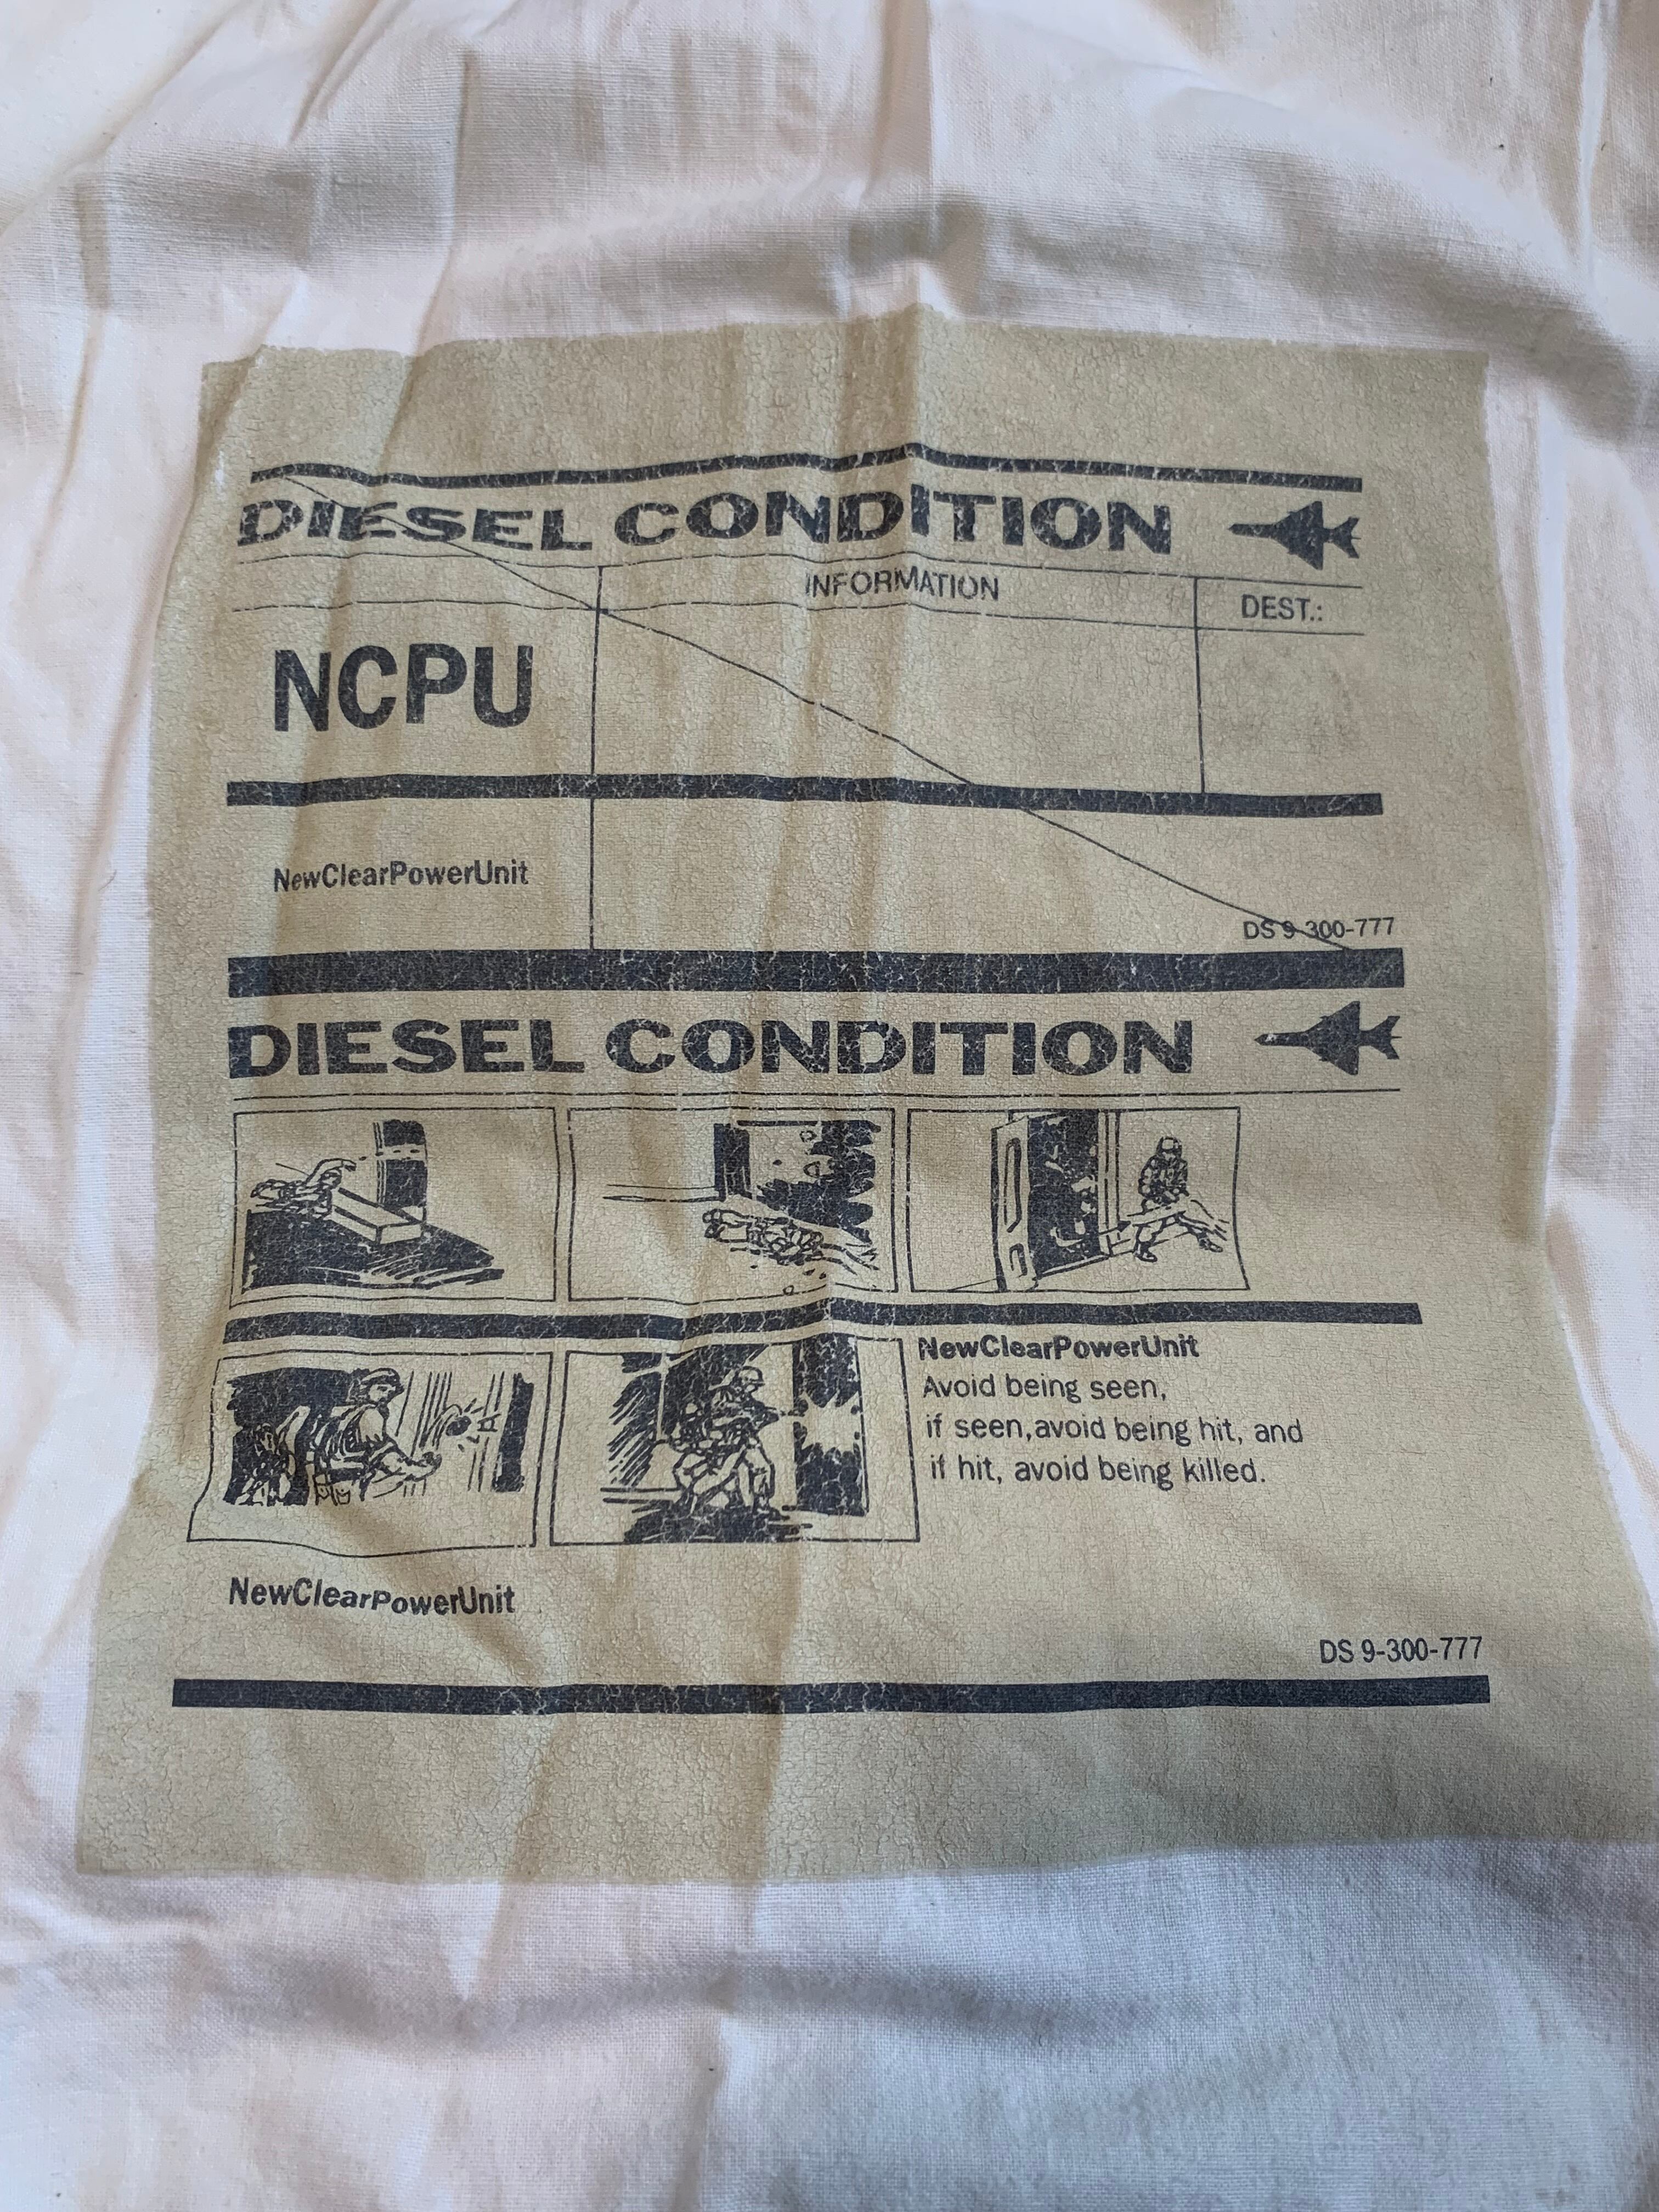 DIESEL CONDITION
INFORMATION
DEST.:
NCPU
NewClearPowerUnit
DS 9-300-777
DIESEL CONDITION
NewClearPowerUnit
Avoid being seen,
if seen,avoid being hit, and
if hit, avoid being killed.
NewClearPowerUnit
DS 9-300-777